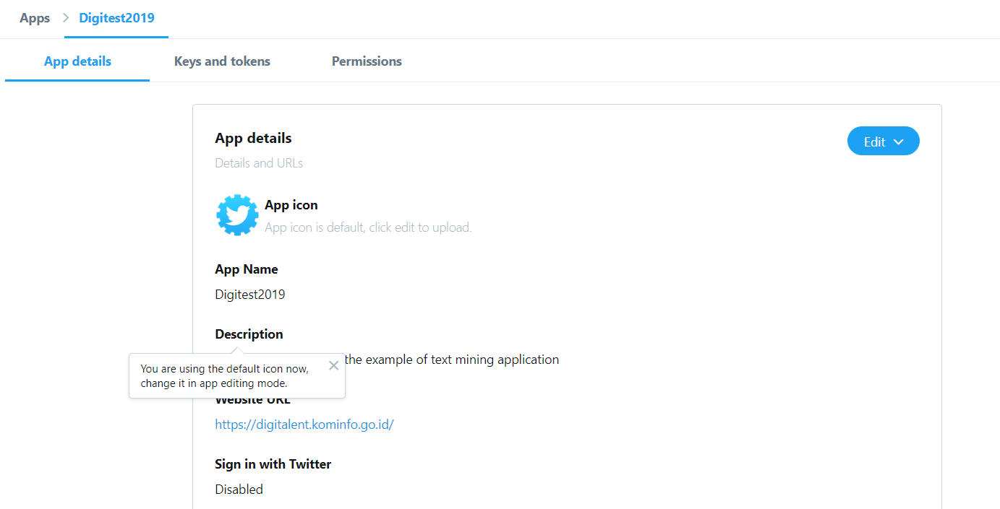 Apps > Digitest2019
App details Keys and tokens Permissions
App details
Edit
Details and URLs
App icon
App icon is default, click edit to upload.
App Name
Digitest2019
Description
the example of text mining application
You are using the default icon now,
change it in app editing mode.
Website URL
https://digitalent.kominfo.go.id/
Sign in with Twitter
Disabled